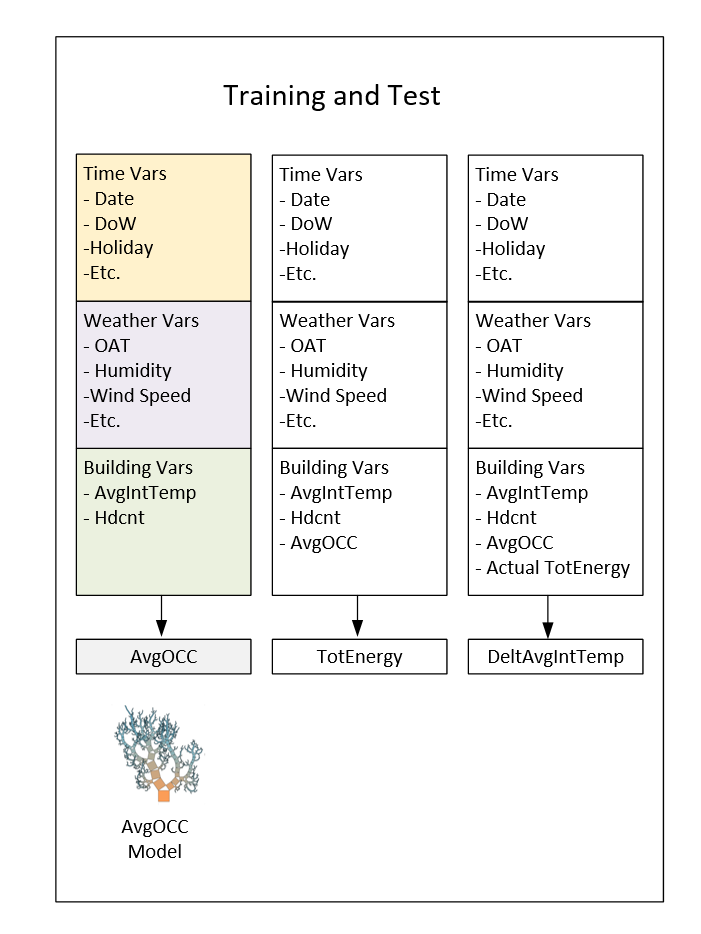 Training and Test
Time Vars
- Date
- DoW
-Holiday
-Etc.
Weather Vars
- OAT
- Humidity
-Wind Speed
-Etc.
Building Vars
- AvgIntTemp
- Hdcnt
AvgOCC
AvgOCC
Model
Time Vars
- Date
- DoW
-Holiday
-Etc.
Weather Vars
- OAT
- Humidity
-Wind Speed
-Etc.
Building Vars
- AvgIntTemp
- Hdcnt
- AvgOCC
TotEnergy
Time Vars
- Date
- DoW
-Holiday
-Etc.
Weather Vars
- OAT
- Humidity
-Wind Speed
-Etc.
Building Vars
- AvgIntTemp
- Hdcnt
- AvgOCC
- Actual TotEnergy
DeltAvgIntTemp